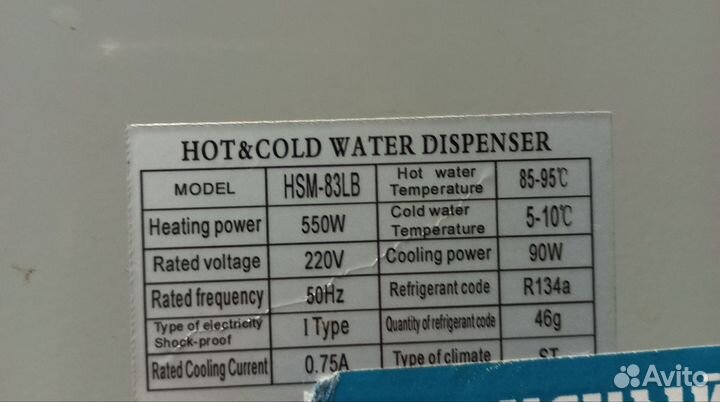 HOT&COLD WATER DISPENSER
MODEL HSM-83LB Hot water Temperature 85-95℃
Heating power 550W Cold water Temperature 5-10℃
Rated voltage 220V Cooling power 90W
Rated frequency 50Hz Refrigerant code R134a
Type of electricity Shock-proof I Type Quantity of refrigerant code 46g
Rated Cooling Current 0.75A Type of climate ST
Avito